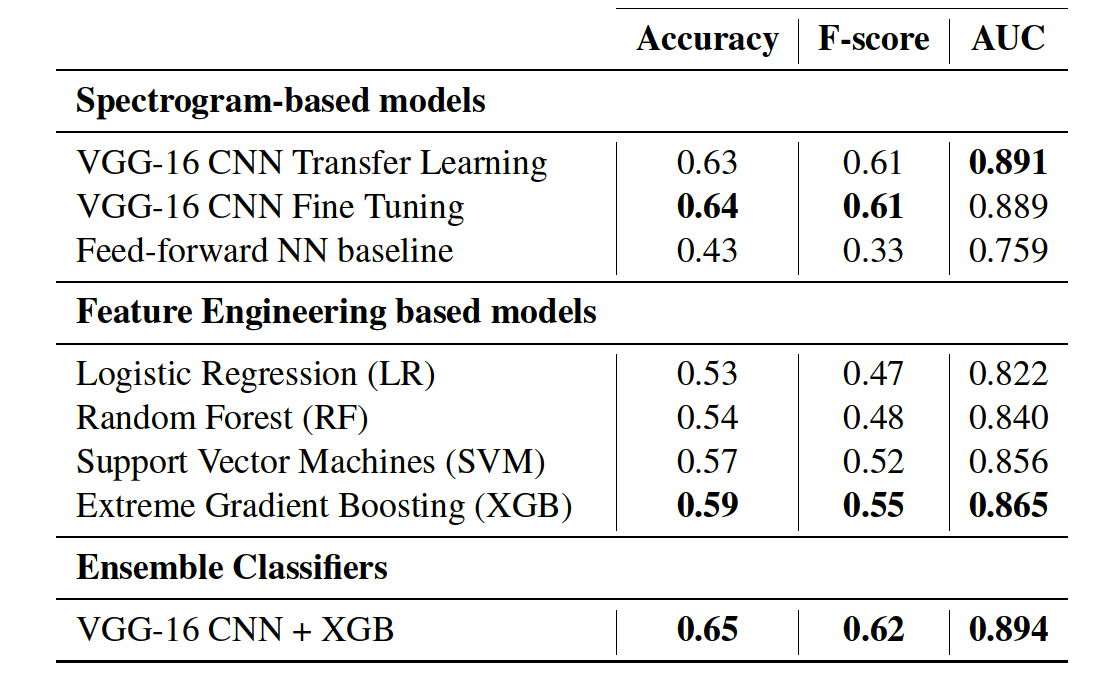 Accuracy F-score AUC
Spectrogram-based models
VGG-16 CNN Transfer Learning 0.63 0.61 0.891
VGG-16 CNN Fine Tuning 0.64 0.61 0.889
Feed-forward NN baseline 0.43 0.33 0.759
Feature Engineering based models
Logistic Regression (LR) 0.53 0.47 0.822
Random Forest (RF) 0.54 0.48 0.840
Support Vector Machines (SVM) 0.57 0.52 0.856
Extreme Gradient Boosting (XGB) 0.59 0.55 0.865
Ensemble Classifiers
VGG-16 CNN + XGB 0.65 0.62 0.894